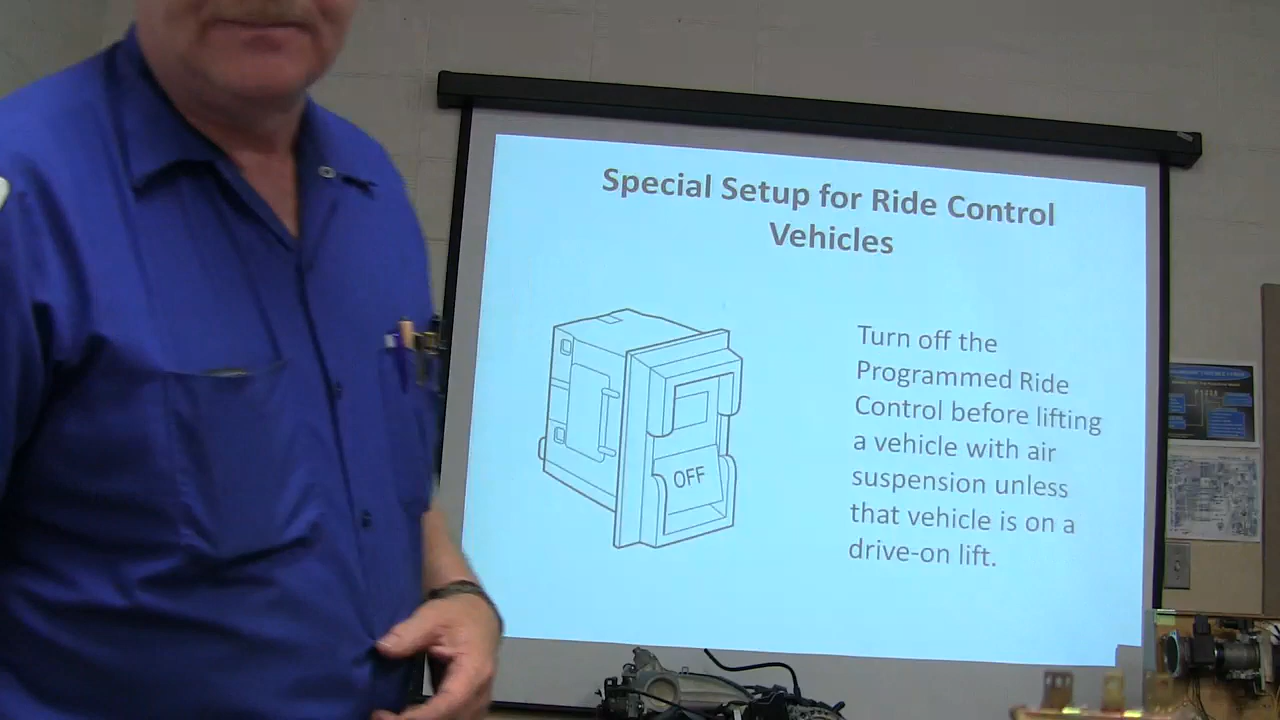 Special Setup for Ride Control
Vehicles
OFF
Turn off the
Programmed Ride
Control before lifting
a vehicle with air
suspension unless
that vehicle is on a
drive-on lift.